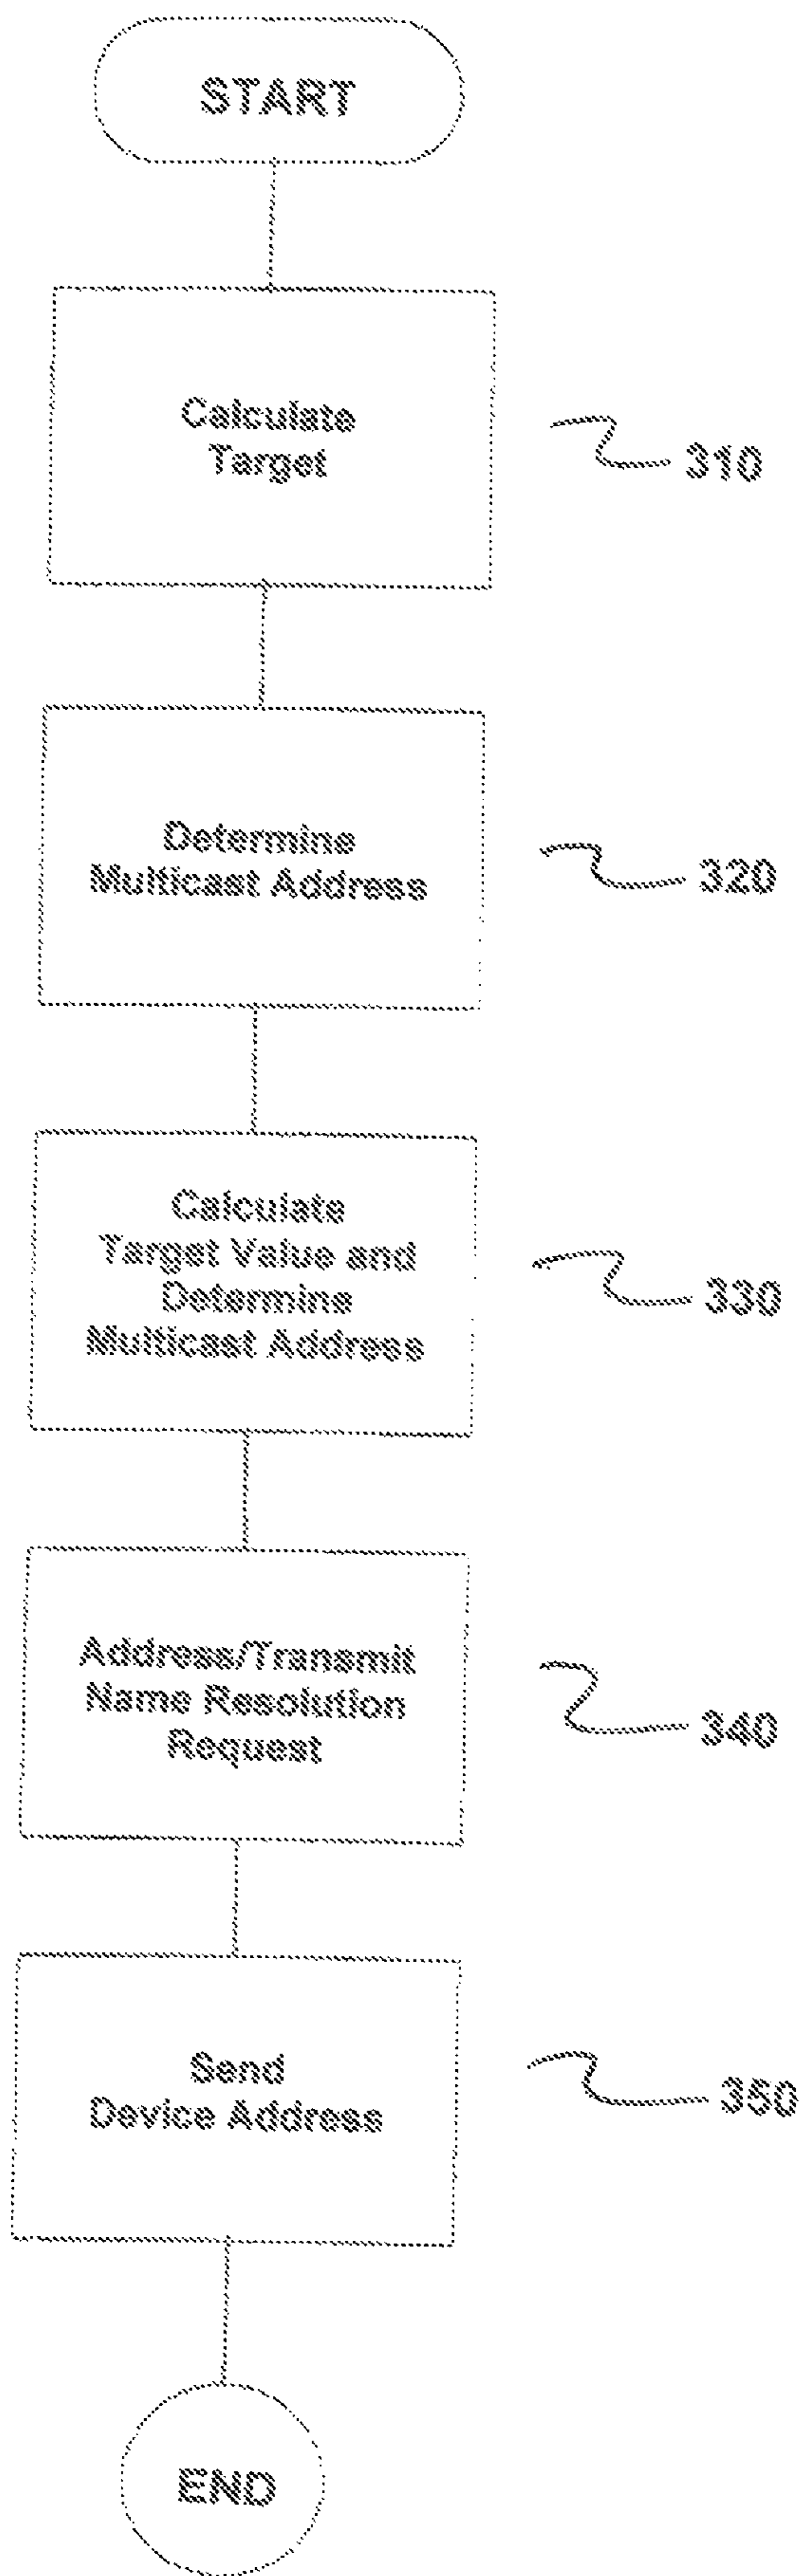 START
Calculate
Target
310
Determine
Multicast Address
320
Calculate
Target Value and
Determine
Multicast Address
330
Address/Transmit
Name Resolution
Request
340
Send
Device Address
350
END